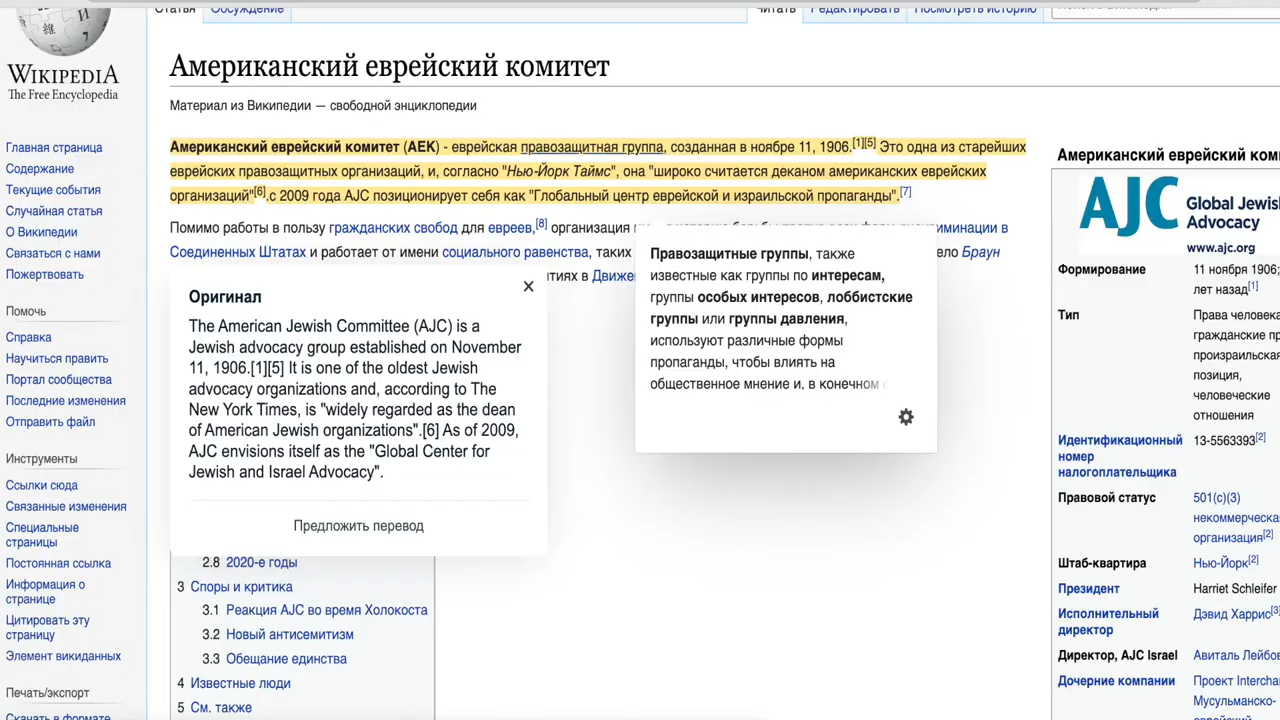 Статья
Обсуждение
Читать
Редактировать
Посмотреть историю
WIKIPEDIA
The Free Encyclopedia
Главная страница
Содержание
Текущие события
Случайная статья
О Википедии
Связаться с нами
Пожертвовать
Помочь
Справка
Научиться править
Портал сообщества
Последние изменения
Отправить файл
Инструменты
Ссылки сюда
Связанные изменения
Специальные
страницы
Постоянная ссылка
Информация о
странице
Цитировать эту
страницу
Элемент викиданных
Печать/экспорт
Скачать в формате
Американский еврейский комитет
Материал из Википедии — свободной энциклопедии
Американский еврейский комитет (АЕК) - еврейская правозащитная группа, созданная в ноябре 11, 1906.[1][5] Это одна из старейших
еврейских правозащитных организаций, и, согласно "Нью-Йорк Таймс", она "широко считается деканом американских еврейских
организаций"[6].с 2009 года AJC позиционирует себя как "Глобальный центр еврейской и израильской пропаганды".[7]
Помимо работы в пользу гражданских свобод для евреев,[8] организация
в
Соединенных Штатах и работает от имени социального равенства, таких
Браун
Оригинал
The American Jewish Committee (AJC) is a
Jewish advocacy group established on November
11, 1906.[1][5] It is one of the oldest Jewish
advocacy organizations and, according to The
New York Times, is "widely regarded as the dean
of American Jewish organizations".[6] As of 2009,
AJC envisions itself as the "Global Center for
Jewish and Israel Advocacy".
Предложить перевод
Правозащитные группы, также
известные как группы по интересам,
группы особых интересов, лоббистские
группы или группы давления,
используют различные формы
пропаганды, чтобы влиять на
общественное мнение и, в конечном
2.8 2020-е годы
3 Споры и критика
3.1 Реакция AJC во время Холокоста
3.2 Новый антисемитизм
3.3 Обещание единства
4 Известные люди
5 См. также
Американский еврейский
AJC
Global
Advocacy
www.ajc.org
Формирование 11 ноября 1906;
лет назад[1]
Тип Права человека
гражданские
произраильская
позиция,
человеческие
отношения
Идентификационный 13-5563393[2]
номер
налогоплательщика
Правовой статус 501(c)(3)
некоммерческа
организация[2]
Штаб-квартира Нью-Йорк[2]
Президент Harriet Schleifer
Исполнительный Дэвид Харрис[3]
директор
Директор, AJC Israel Авиталь
Дочерние компании Проект
Мусульманско-